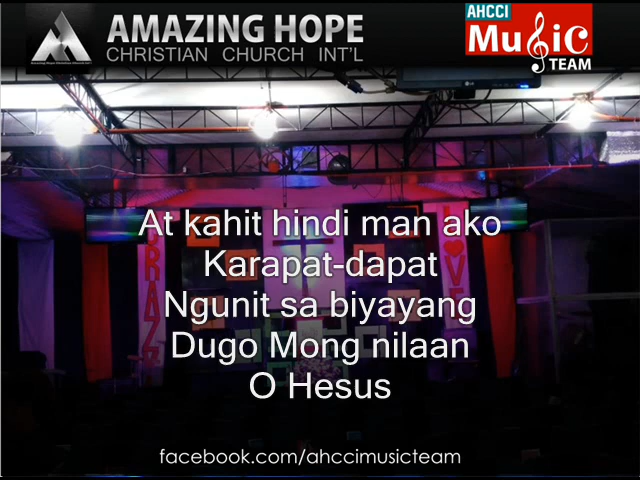 AMAZING HOPE
CHRISTIAN CHURCH INT'L
AHCCI
Music
TEAM
At kahit hindi man ako
Karapat-dapat
Ngunit sa biyayang
Dugo Mong nilaan
O Hesus
facebook.com/ahccimusicteam